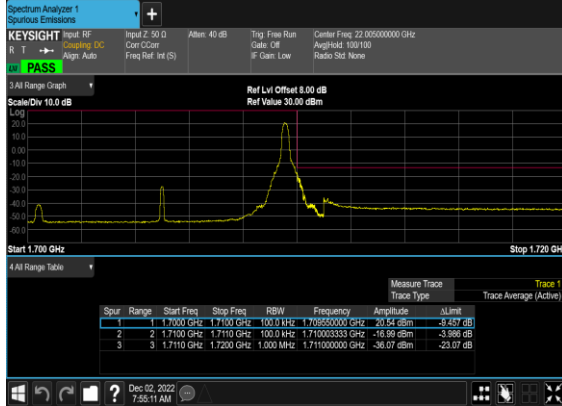 Spectrum Analyzer 1
Spurious Emissions
+
KEYSIGHT Input: RF Input Z: 50 Ω Atten: 40 dB Trig: Free Run Center Freq: 22.005000000 GHz
R T Coupling: DC Corr CCorr Gate: Off Avg|Hold: 100/100
Align: Auto Freq Ref: Int (S) IF Gain: Low Radio Std: None
PASS
3 All Range Graph Ref Lvl Offset 8.00 dB
Scale/Div 10.0 dB Ref Value 30.00 dBm
Log
20.0
10.0
0.00
-10.0
-20.0
-30.0
-40.0
-50.0
-60.0
Start 1.700 GHz Stop 1.720 GH
4 All Range Table
Measure Trace Trace 1
Trace Type Trace Average (Active)
Spur Range Start Freq Stop Freq RBW Frequency Amplitude ΔLimit
1 1 1.7000 GHz 1.7100 GHz 100.0 kHz 1.709550000 GHz 20.54 dBm -9.457 dB
2 2 1.7100 GHz 1.7110 GHz 100.0 kHz 1.710003333 GHz -16.99 dBm -3.986 dB
3 3 1.7110 GHz 1.7200 GHz 1.000 MHz 1.711000000 GHz -36.07 dBm -23.07 dB
? Dec 02, 2022
7:55:11 AM